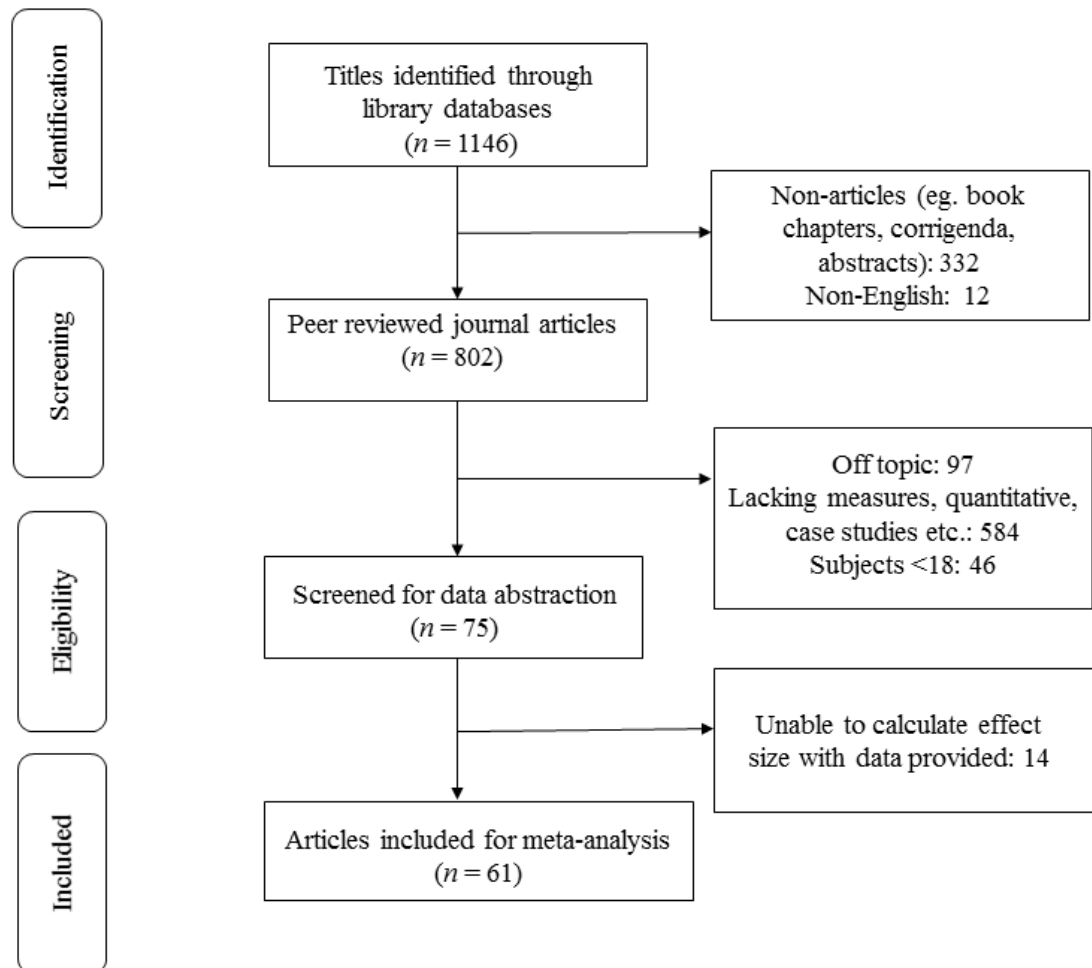 Identification
Titles identified through
library databases
(n = 1146)
Non-articles (eg. book
chapters, corrigenda,
abstracts): 332
Non-English: 12
Screening
Peer reviewed journal articles
(n = 802)
Off topic: 97
Lacking measures, quantitative,
case studies etc.: 584
Subjects <18: 46
Eligibility
Screened for data abstraction
(n = 75)
Unable to calculate effect
size with data provided: 14
Included
Articles included for meta-analysis
(n = 61)